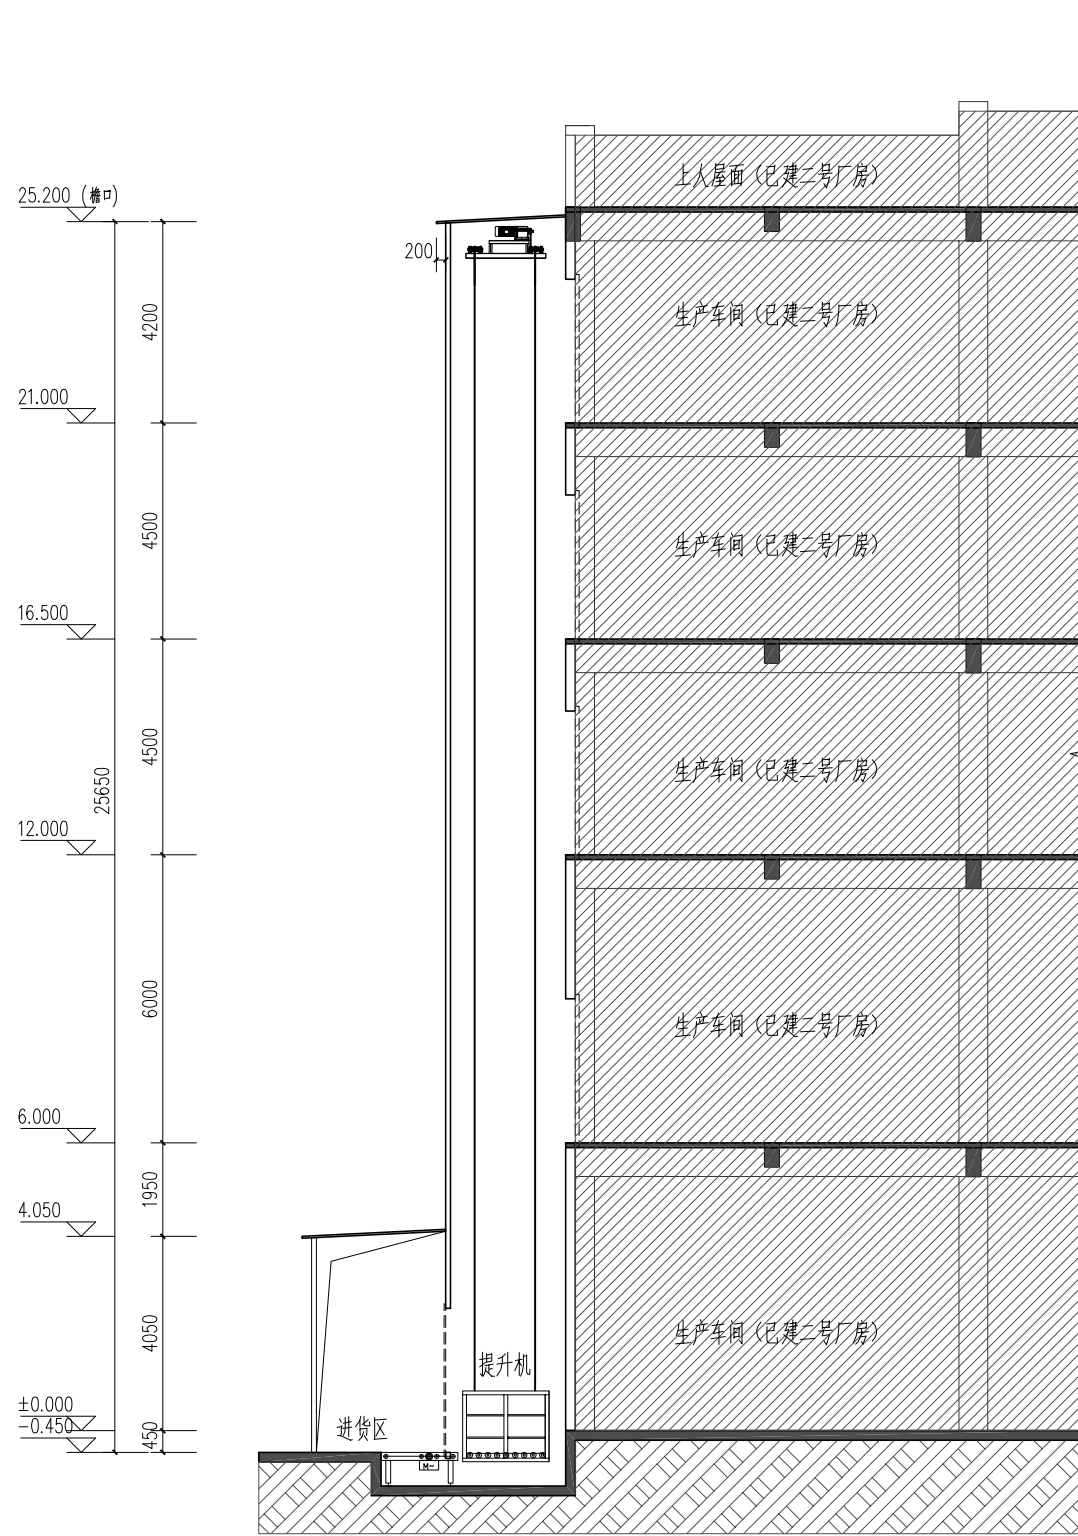 上人屋面（已建二号厂房）
25.200（檐口）
200
生产车间（已建二号厂房）
4200
21.000
4500
生产车间（已建二号厂房）
16.500
4500
生产车间（已建二号厂房）
25650
12.000
6000
生产车间（已建二号厂房）
6.000
1950
4.050
4050
生产车间（已建二号厂房）
提升机
±0.000
-0.450
450
进货区
M~